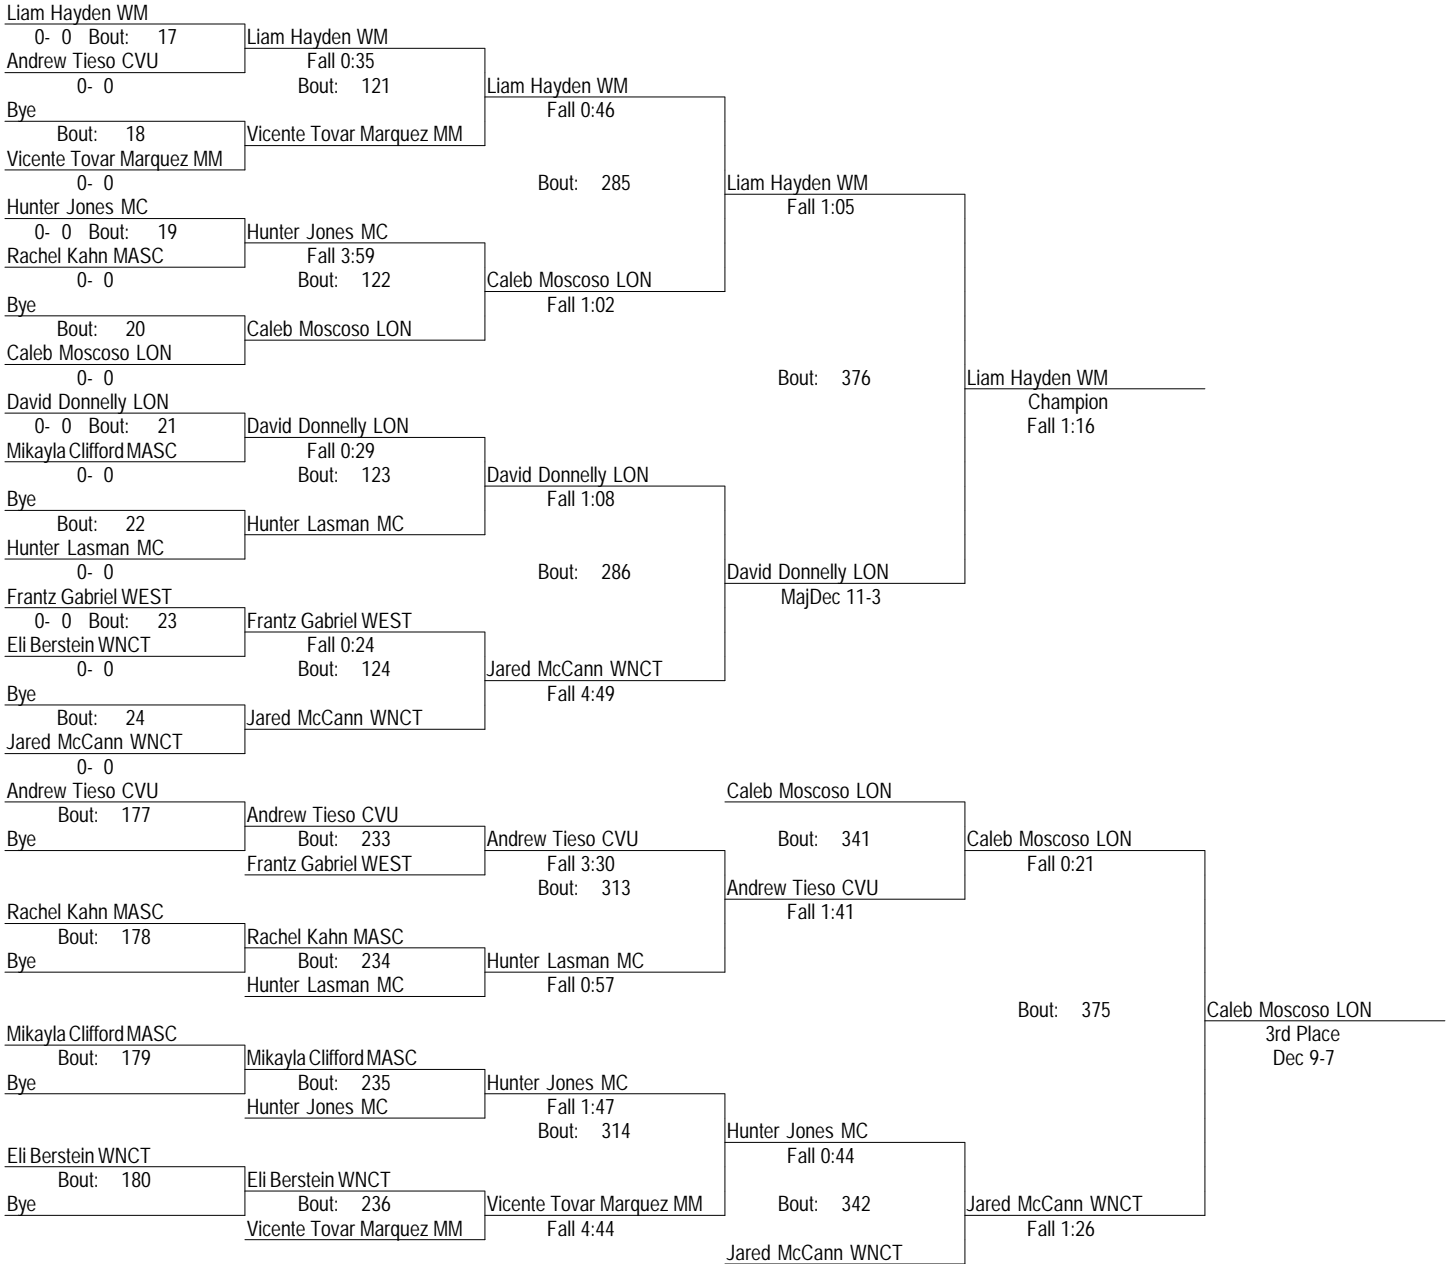 Liam Hayden WM
0- 0 Bout: 17 Liam Hayden WM
Andrew Tieso CVU Fall 0:35
0- 0 Bout: 121 Liam Hayden WM
Bye Fall 0:46
Bout: 18 Vicente Tovar Marquez MM
Vicente Tovar Marquez MM
0- 0 Bout: 285 Liam Hayden WM
Hunter Jones MC Fall 1:05
0- 0 Bout: 19 Hunter Jones MC
Rachel Kahn MASC Fall 3:59
0- 0 Bout: 122 Caleb Moscoso LON
Bye Fall 1:02
Bout: 20 Caleb Moscoso LON
Caleb Moscoso LON
0- 0 Bout: 376 Liam Hayden WM
David Donnelly LON Champion
0- 0 Bout: 21 David Donnelly LON Fall 1:16
Mikayla Clifford MASC Fall 0:29
0- 0 Bout: 123 David Donnelly LON
Bye Fall 1:08
Bout: 22 Hunter Lasman MC
Hunter Lasman MC
0- 0 Bout: 286 David Donnelly LON
Frantz Gabriel WEST MajDec 11-3
0- 0 Bout: 23 Frantz Gabriel WEST
Eli Berstein WNCT Fall 0:24
0- 0 Bout: 124 Jared McCann WNCT
Bye Fall 4:49
Bout: 24 Jared McCann WNCT
Jared McCann WNCT
0- 0
Andrew Tieso CVU Caleb Moscoso LON
Bout: 177 Andrew Tieso CVU
Bye Bout: 233 Andrew Tieso CVU Bout: 341 Caleb Moscoso LON
Frantz Gabriel WEST Fall 3:30 Fall 0:21
Bout: 313 Andrew Tieso CVU
Rachel Kahn MASC Fall 1:41
Bout: 178 Rachel Kahn MASC
Bye Bout: 234 Hunter Lasman MC
Hunter Lasman MC Fall 0:57
Bout: 375 Caleb Moscoso LON
Mikayla Clifford MASC 3rd Place
Bout: 179 Mikayla Clifford MASC Dec 9-7
Bye Bout: 235 Hunter Jones MC
Hunter Jones MC Fall 1:47
Bout: 314 Hunter Jones MC
Eli Berstein WNCT Fall 0:44
Bout: 180 Eli Berstein WNCT
Bye Bout: 236 Vicente Tovar Marquez MM Bout: 342 Jared McCann WNCT
Vicente Tovar Marquez MM Fall 4:44 Fall 1:26
Jared McCann WNCT